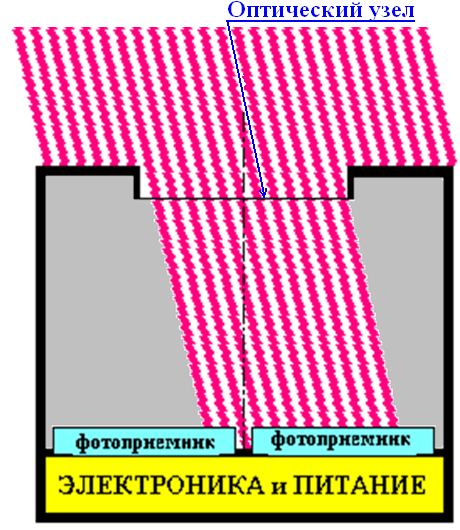 Оптический узел
фотоприемник фотоприемник
ЭЛЕКТРОНИКА и ПИТАНИЕ